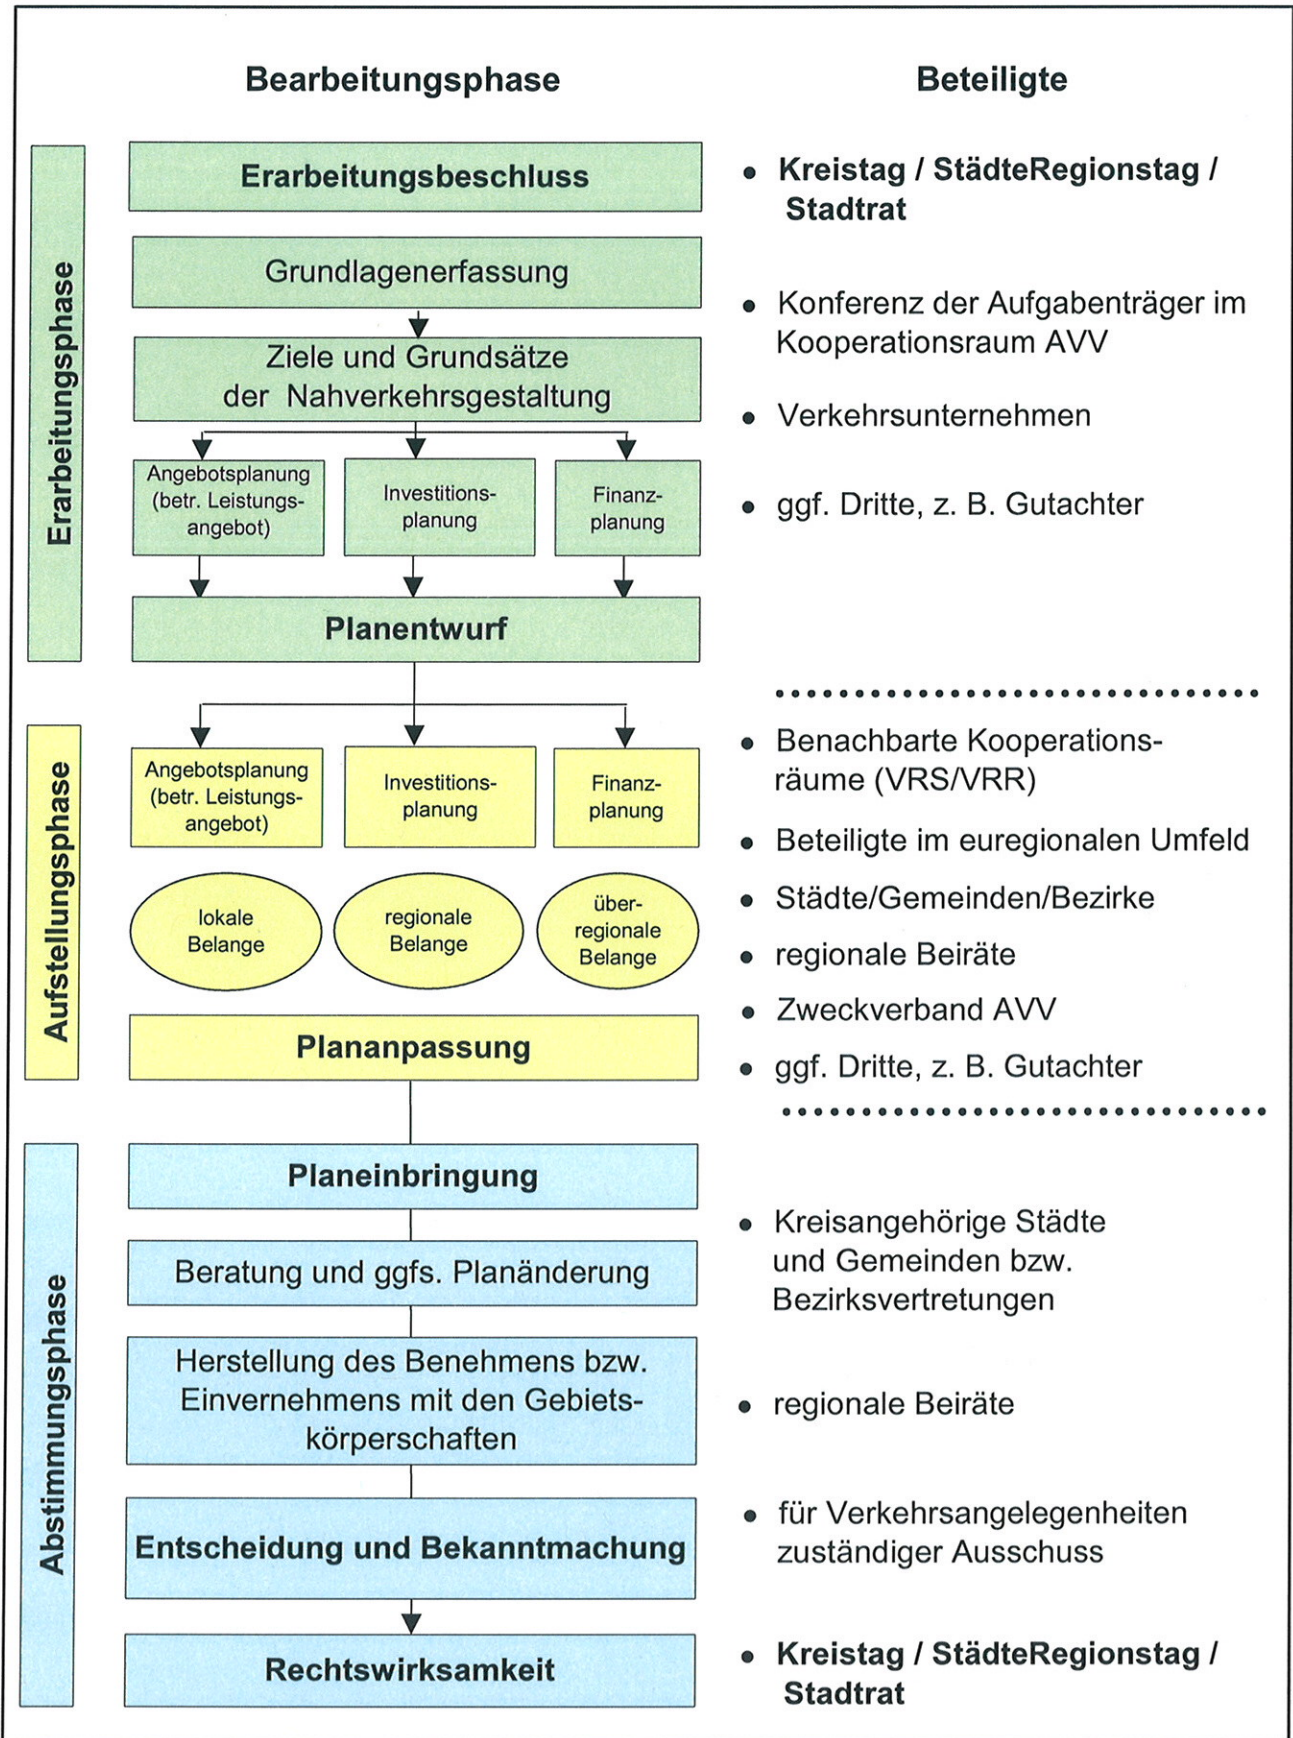 Bearbeitungsphase
Beteiligte
Erarbeitungsphase
Erarbeitungsbeschluss
Grundlagenerfassung
Ziele und Grundsätze
der Nahverkehrsgestaltung
Angebotsplanung
(betr. Leistungs-
angebot)
Investitions-
planung
Finanz-
planung
Planentwurf
• Kreistag / StädteRegionstag /
Stadtrat
• Konferenz der Aufgabenträger im
Kooperationsraum AVV
• Verkehrsunternehmen
• ggf. Dritte, z. B. Gutachter
Aufstellungsphase
Angebotsplanung
(betr. Leistungs-
angebot)
Investitions-
planung
Finanz-
planung
lokale
Belange
regionale
Belange
über-
regionale
Belange
Plananpassung
• Benachbarte Kooperations-
räume (VRS/VRR)
• Beteiligte im euregionalen Umfeld
• Städte/Gemeinden/Bezirke
• regionale Beiräte
• Zweckverband AVV
• ggf. Dritte, z. B. Gutachter
Abstimmungsphase
Planeinbringung
Beratung und ggfs. Planänderung
Herstellung des Benehmens bzw.
Einvernehmens mit den Gebiets-
körperschaften
Entscheidung und Bekanntmachung
Rechtswirksamkeit
• Kreisangehörige Städte
und Gemeinden bzw.
Bezirksvertretungen
• regionale Beiräte
• für Verkehrsangelegenheiten
zuständiger Ausschuss
• Kreistag / StädteRegionstag /
Stadtrat